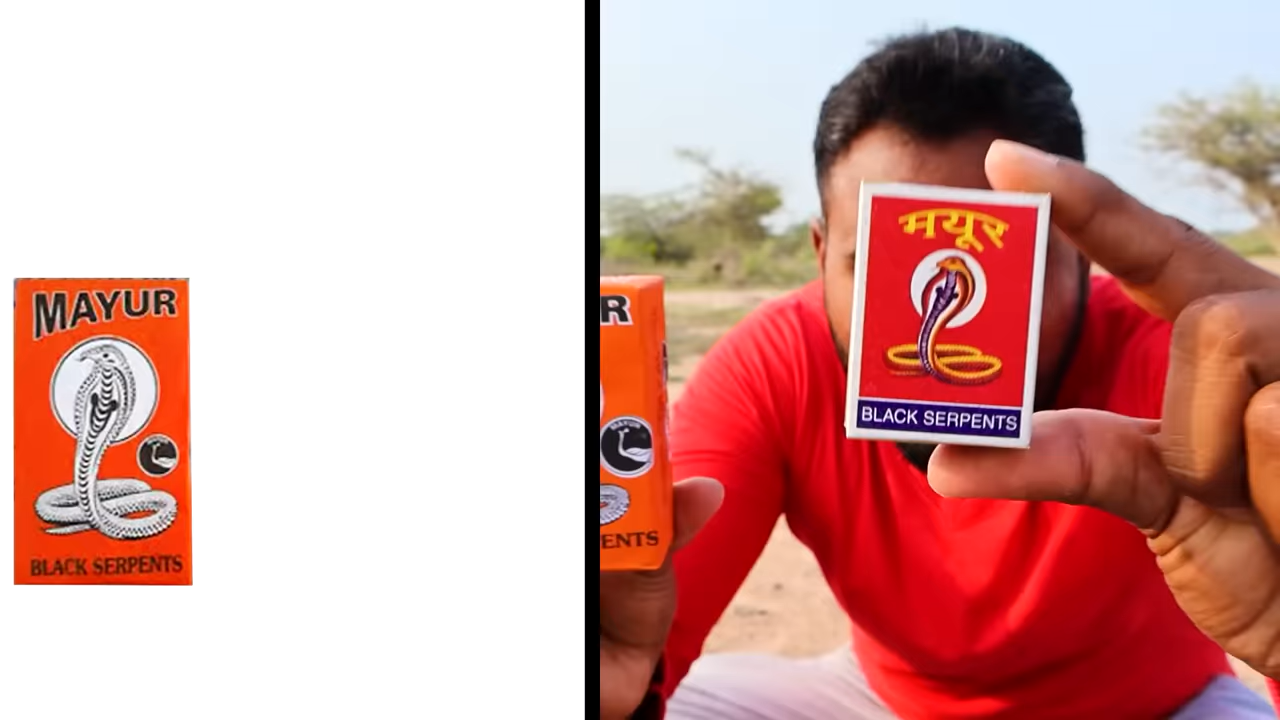 MAYUR
BLACK SERPENTS
R
MAYUR
ENTS
मयूर
BLACK SERPENTS